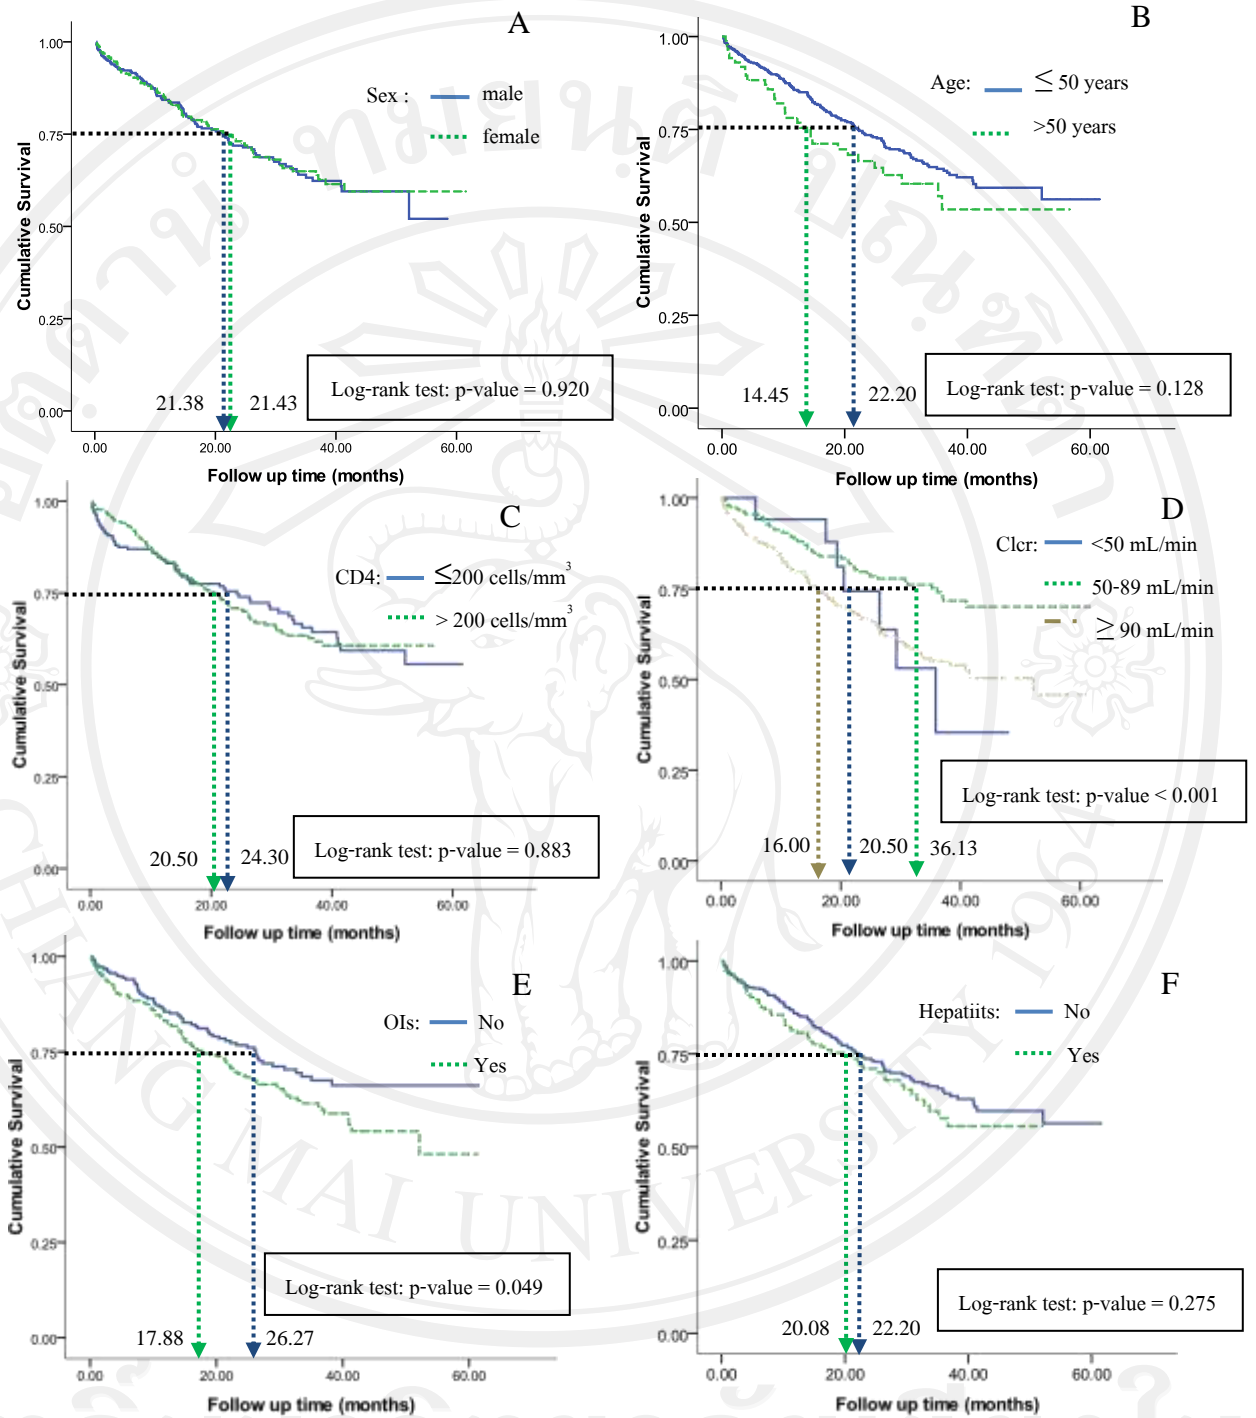 A
Sex :
male
female
1.00
0.75
0.50
0.25
0.00
Cumulative Survival
21.38
21.43
Log-rank test: p-value = 0.920
0.00
20.00
40.00
60.00
Follow up time (months)
B
Age:
≤ 50 years
>50 years
1.00
0.75
0.50
0.25
0.00
Cumulative Survival
14.45
22.20
Log-rank test: p-value = 0.128
0.00
20.00
40.00
60.00
Follow up time (months)
C
CD4:
≤200 cells/mm³
> 200 cells/mm³
1.00
0.75
0.50
0.25
0.00
Cumulative Survival
20.50
24.30
Log-rank test: p-value = 0.883
0.00
20.00
40.00
60.00
Follow up time (months)
D
Clcr:
<50 mL/min
50-89 mL/min
≥ 90 mL/min
1.00
0.75
0.50
0.25
0.00
Cumulative Survival
16.00
20.50
36.13
Log-rank test: p-value < 0.001
0.00
20.00
40.00
60.00
Follow up time (months)
E
OIs:
No
Yes
1.00
0.75
0.50
0.25
0.00
Cumulative Survival
17.88
26.27
Log-rank test: p-value = 0.049
0.00
20.00
40.00
60.00
Follow up time (months)
F
Hepatiits:
No
Yes
1.00
0.75
0.50
0.25
0.00
Cumulative Survival
20.08
22.20
Log-rank test: p-value = 0.275
0.00
20.00
40.00
60.00
Follow up time (months)
CHIANG MAI UNIVERSITY 1964